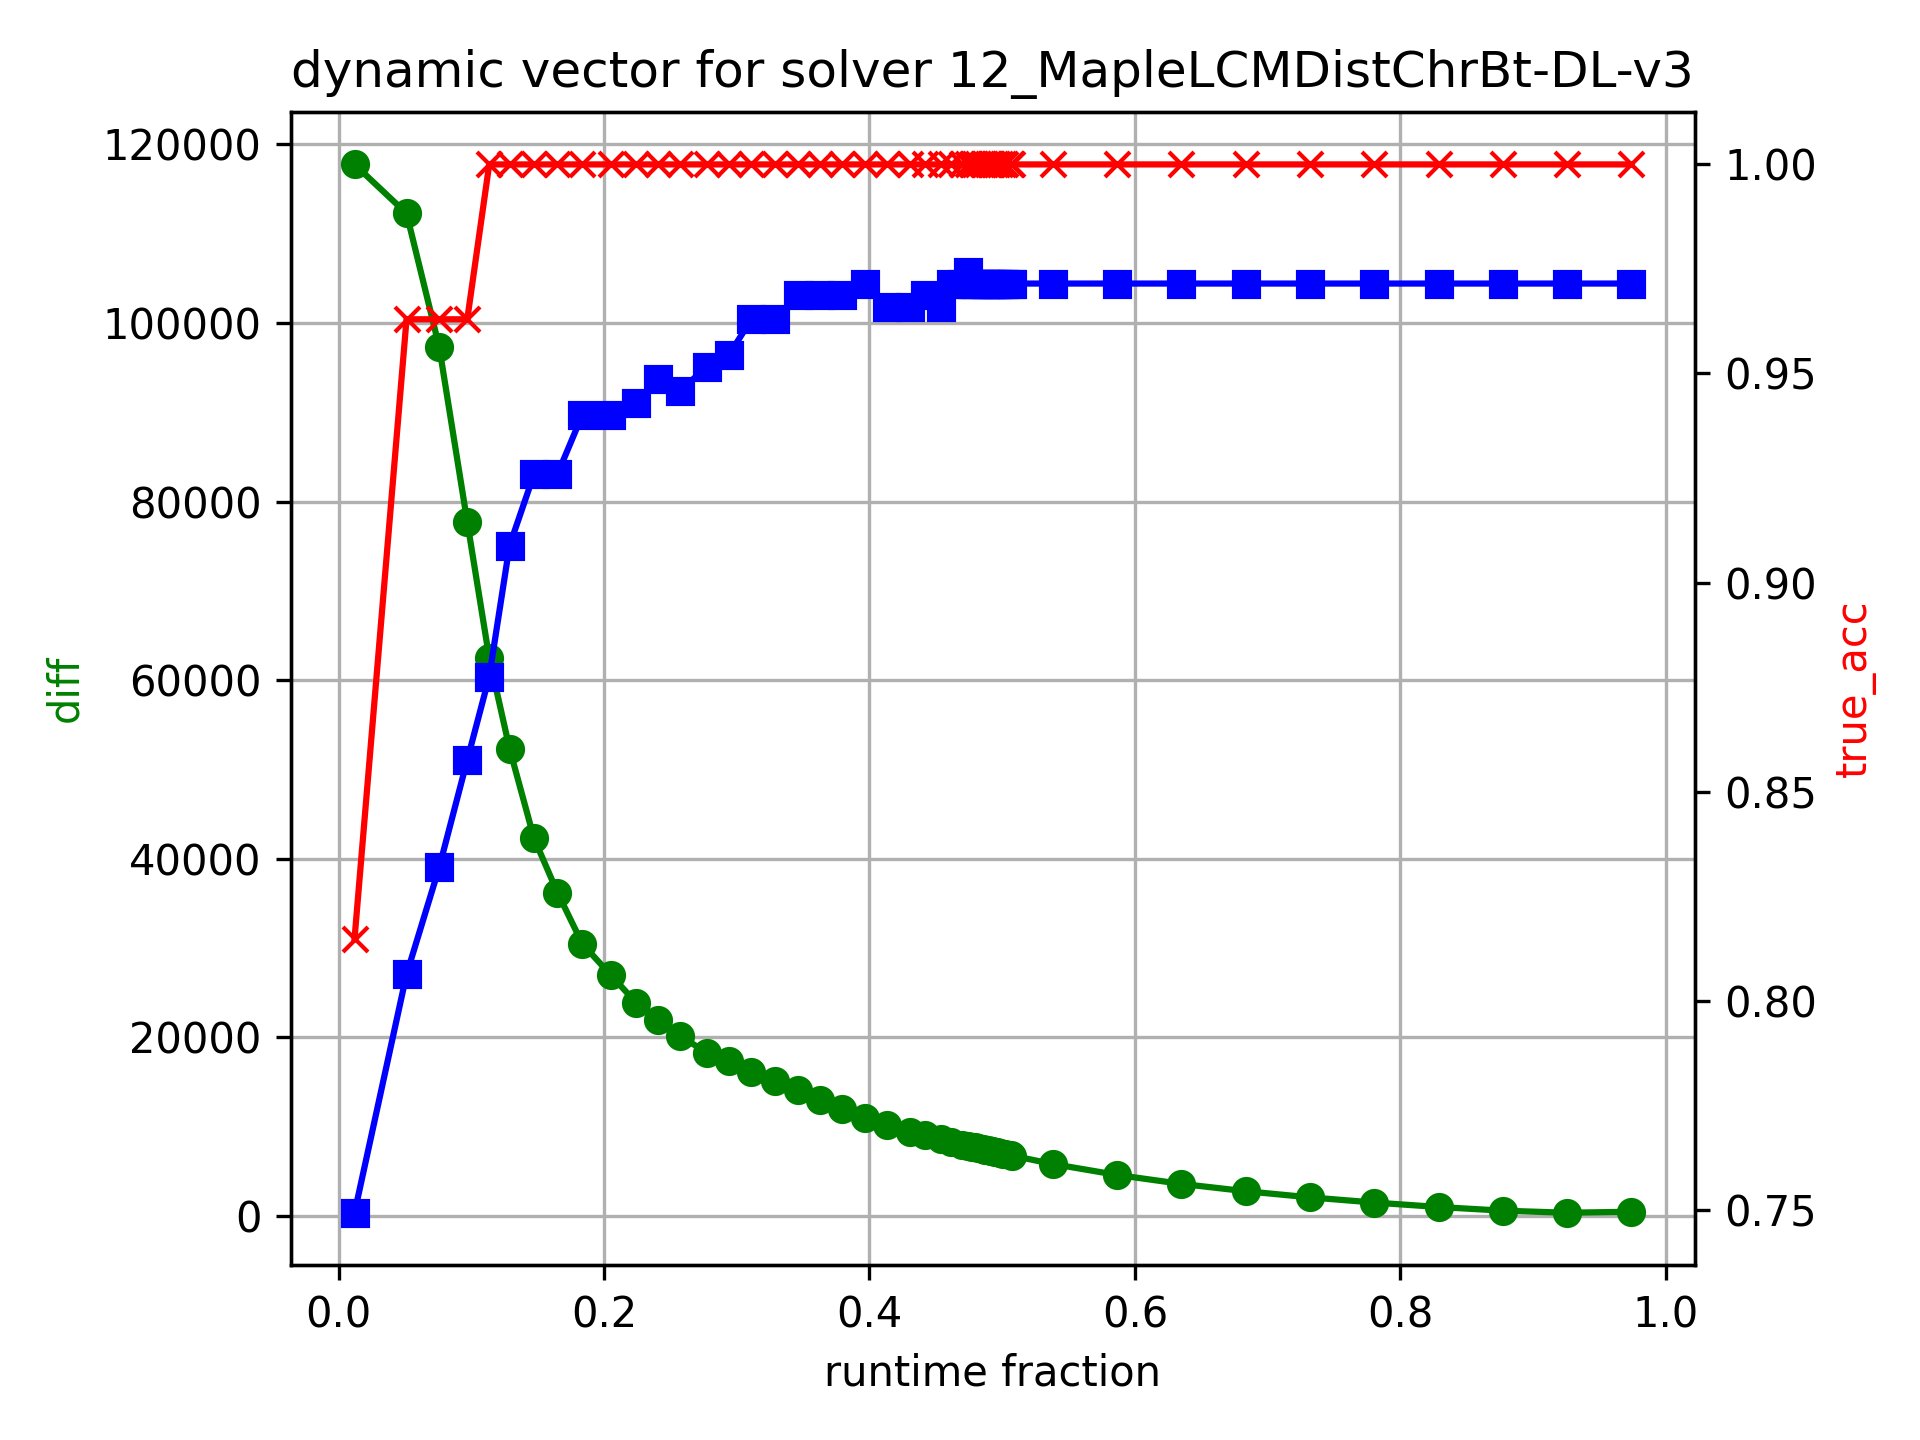 dynamic vector for solver 12_MapleLCMDistChrBt-DL-v3
120000
100000
80000
60000
40000
20000
0
diff
1.00
0.95
0.90
0.85
0.80
0.75
true_acc
0.0 0.2 0.4 0.6 0.8 1.0
runtime fraction